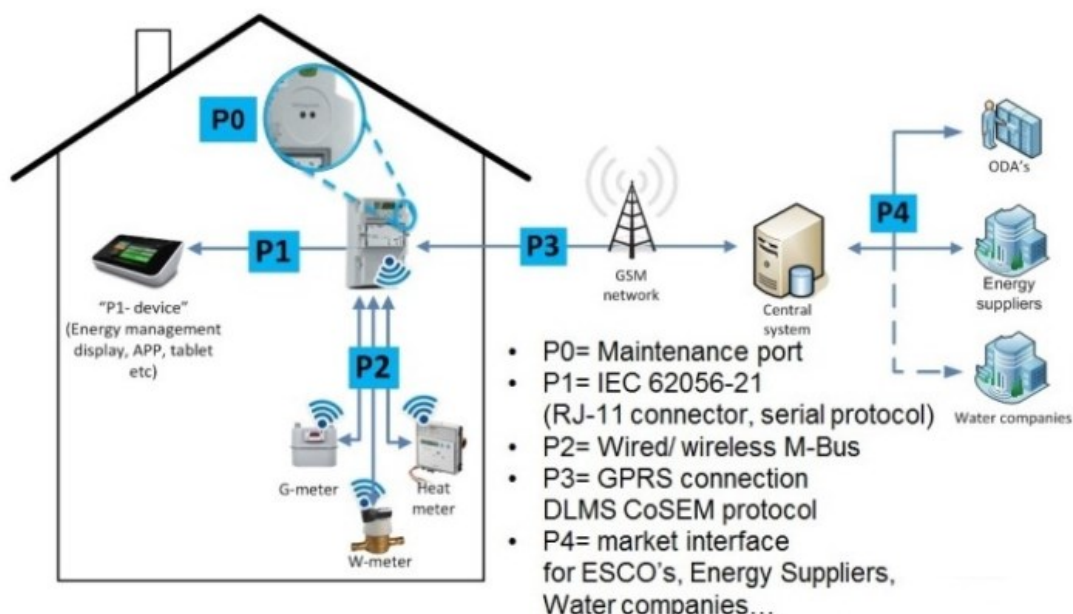 P0
P1
"P1- device"
(Energy management
display, APP, tablet
etc)
P2
G-meter
Heat
meter
W-meter
P3
GSM
network
Central
system
P4
ODA's
Energy
suppliers
Water companies
• P0= Maintenance port
• P1= IEC 62056-21
(RJ-11 connector, serial protocol)
• P2= Wired/ wireless M-Bus
• P3= GPRS connection
DLMS CoSEM protocol
• P4= market interface
for ESCO's, Energy Suppliers,
Water companies...